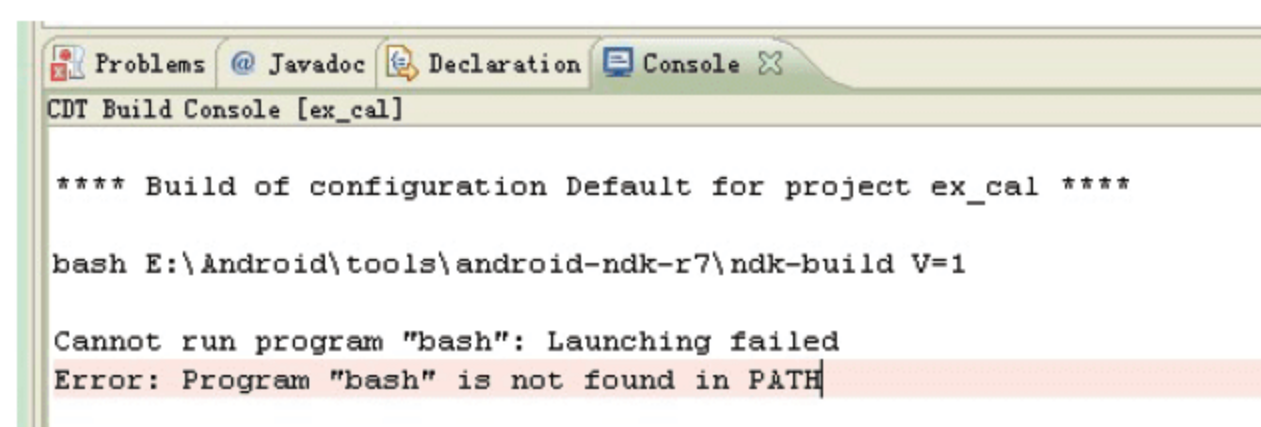 Problems @ Javadoc Declaration Console
CDT Build Console [ex_cal]
**** Build of configuration Default for project ex_cal ****
bash E:\Android\tools\android-ndk-r7\ndk-build V=1
Cannot run program "bash": Launching failed
Error: Program "bash" is not found in PATH